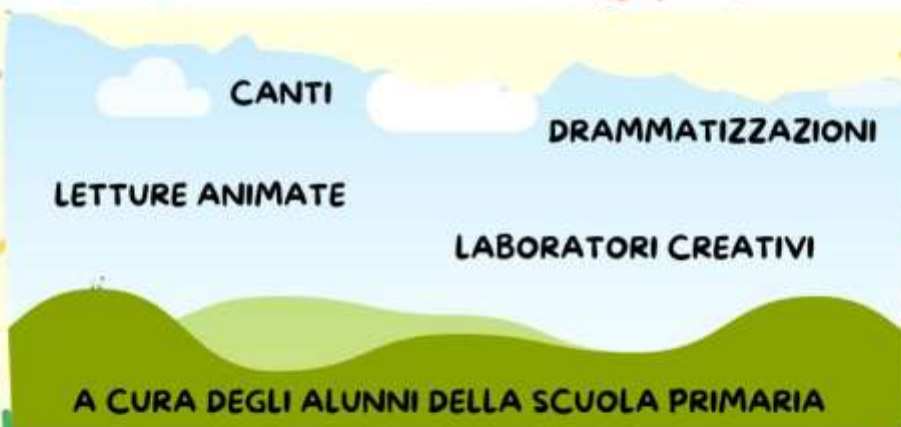 CANTI
DRAMMATIZZAZIONI
LETTURE ANIMATE
LABORATORI CREATIVI
A CURA DEGLI ALUNNI DELLA SCUOLA PRIMARIA